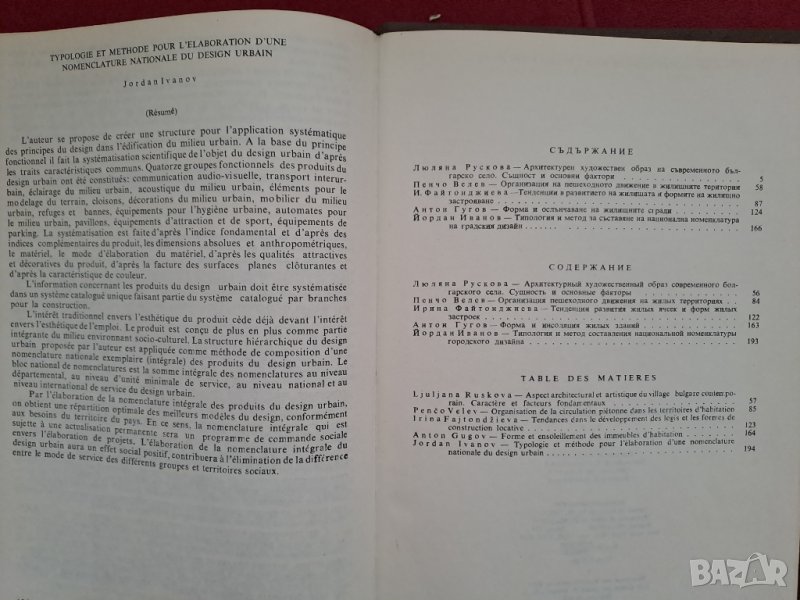 TYPOLOGIE ET METHODE POUR L'ELABORATION D'UNE
NOMENCLATURE NATIONALE DU DESIGN URBAIN
Jordan Ivanov
(Résumé)
L'auteur se propose de créer une structure pour l'application systématique
des principes du design dans l'édification du milieu urbain. A la base du principe
fonctionnel il fait la systématisation scientifique de l'objet du design urbain d'après
les traits caractéristiques communs. Quatorze groupes fonctionnels des produits du
design urbain ont été constitués: communication audio-visuelle, transport interur-
bain, éclairage du milieu urbain, acoustique du milieu urbain, éléments pour le
modelage du terrain, cloisons, décorations du milieu urbain, mobilier du milieu
urbain, refuges et bannes, équipements pour l'hygiène urbaine, automates pour
le milieu urbain, pavillons, équipements d'attraction et de sport, équipements de
parking. La systématisation est faite d'après l'indice fondamental et d'après des
indices complémentaires du produit, les dimensions absolues et anthropométriques,
le matériel, le mode d'élaboration du matériel, d'après les qualités attractives
et décoratives du produit, d'après la facture des surfaces planes clôturantes et
d'après la caractéristique de couleur.
L'information concernant les produits du design urbain doit être systématisée
dans un système catalogué unique faisant partie du système catalogué par branches
pour la construction.
L'intérêt traditionnel envers l'esthétique du produit cède déjà devant l'intérêt
envers l'esthétique de l'emploi. Le produit est conçu de plus en plus comme partie
intégrante du milieu environnant socio-culturel. La structure hiérarchique du design
urbain proposée par l'auteur est appliquée comme méthode de composition d'une
nomenclature nationale exemplaire (intégrale) des produits du design urbain. Le
bloc national de nomenclatures est la somme intégrale des nomenclatures au niveau
départemental, au niveau d'unité minimale de service, au niveau national et au
niveau international de service du design urbain.
Par l'élaboration de la nomenclature intégrale des produits du design urbain,
on obtient une répartition optimale des meilleurs modèles du design, conformément
aux besoins du territoire du pays. En ce sens, la nomenclature intégrale qui est
sujette à une actualisation permanente sera un programme de commande sociale
envers l'élaboration de projets. L'élaboration de la nomenclature intégrale du
design urbain aura un effet social positif, contribuera à l'élimination de la différence
entre le mode de service des différents groupes et territoires sociaux.
СЪДЪРЖАНИЕ
Люляна Рускова — Архитектурен художествен образ на съвременното бъл-
гарско село. Същност и основни фактори 5
Пенчо Велев — Организация на пешеходното движение в жилищните територии 58
И. Файтонджиева — Тенденции в развитието на жилищата и формите на жилищно
застрояване 87
Антон Гугов — Форма и ослънчаване на жилищните сгради 124
Йордан Иванов — Типология и метод за съставяне на национална номенклатура
на градския дизайн 166
СОДЕРЖАНИЕ
Люляна Рускова — Архитектурный художественный образ современного бол-
гарского села. Сущность и основные факторы 56
Пенчо Велев — Организация пешеходного движения на жилых территориях 84
Ирина Файтонджиева — Тенденция развития жилых ячеек и форм жилых
застроек 122
Антон Гугов — Форма и инсоляция жилых зданий 163
Йордан Иванов — Типология и метод составления национальной номенклатуры
городского дизайна 193
TABLE DES MATIERES
Ljuljana Ruskova — Aspect architectural et artistique du village bulgare contempo-
rain. Caractère et facteurs fondamentaux 57
Penčo Velev — Organisation de la circulation piétonne dans les territoires d'habitation 85
Irina Fajtondžieva — Tendances dans le développement des logis et les formes de
construction locative 123
Anton Gugov — Forme et ensoleillement des immeubles d'habitation 164
Jordan Ivanov — Typologie et méthode pour l'élaboration d'une nomenclature
nationale du design urbain 194
BAZAR